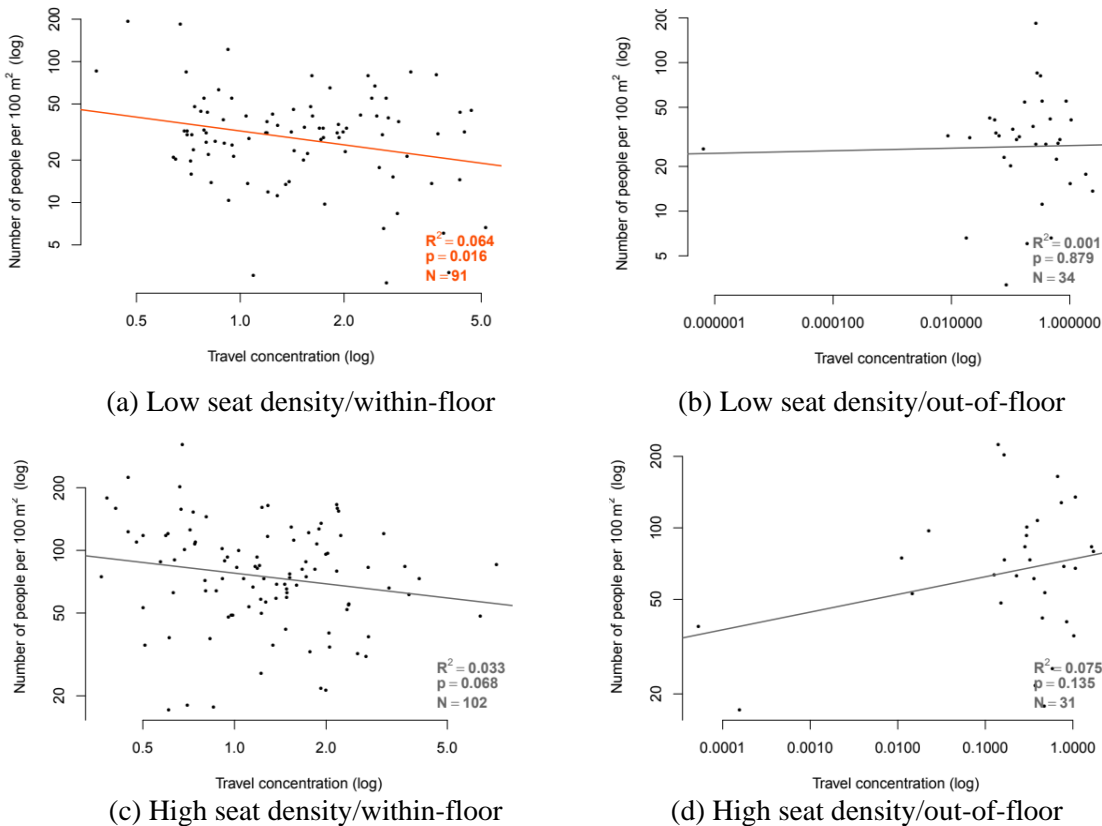 Number of people per 100 m² (log)
200
100
50
20
10
5
R² = 0.064
p = 0.016
N = 91
0.5 1.0 2.0 5.0
Travel concentration (log)
(a) Low seat density/within-floor
Number of people per 100 m² (log)
200
100
50
20
10
5
R² = 0.001
p = 0.879
N = 34
0.000001 0.000100 0.010000 1.000000
Travel concentration (log)
(b) Low seat density/out-of-floor
Number of people per 100 m² (log)
200
100
50
20
R² = 0.033
p = 0.068
N = 102
0.5 1.0 2.0 5.0
Travel concentration (log)
(c) High seat density/within-floor
Number of people per 100 m² (log)
200
100
50
20
R² = 0.075
p = 0.135
N = 31
0.0001 0.0010 0.0100 0.1000 1.0000
Travel concentration (log)
(d) High seat density/out-of-floor